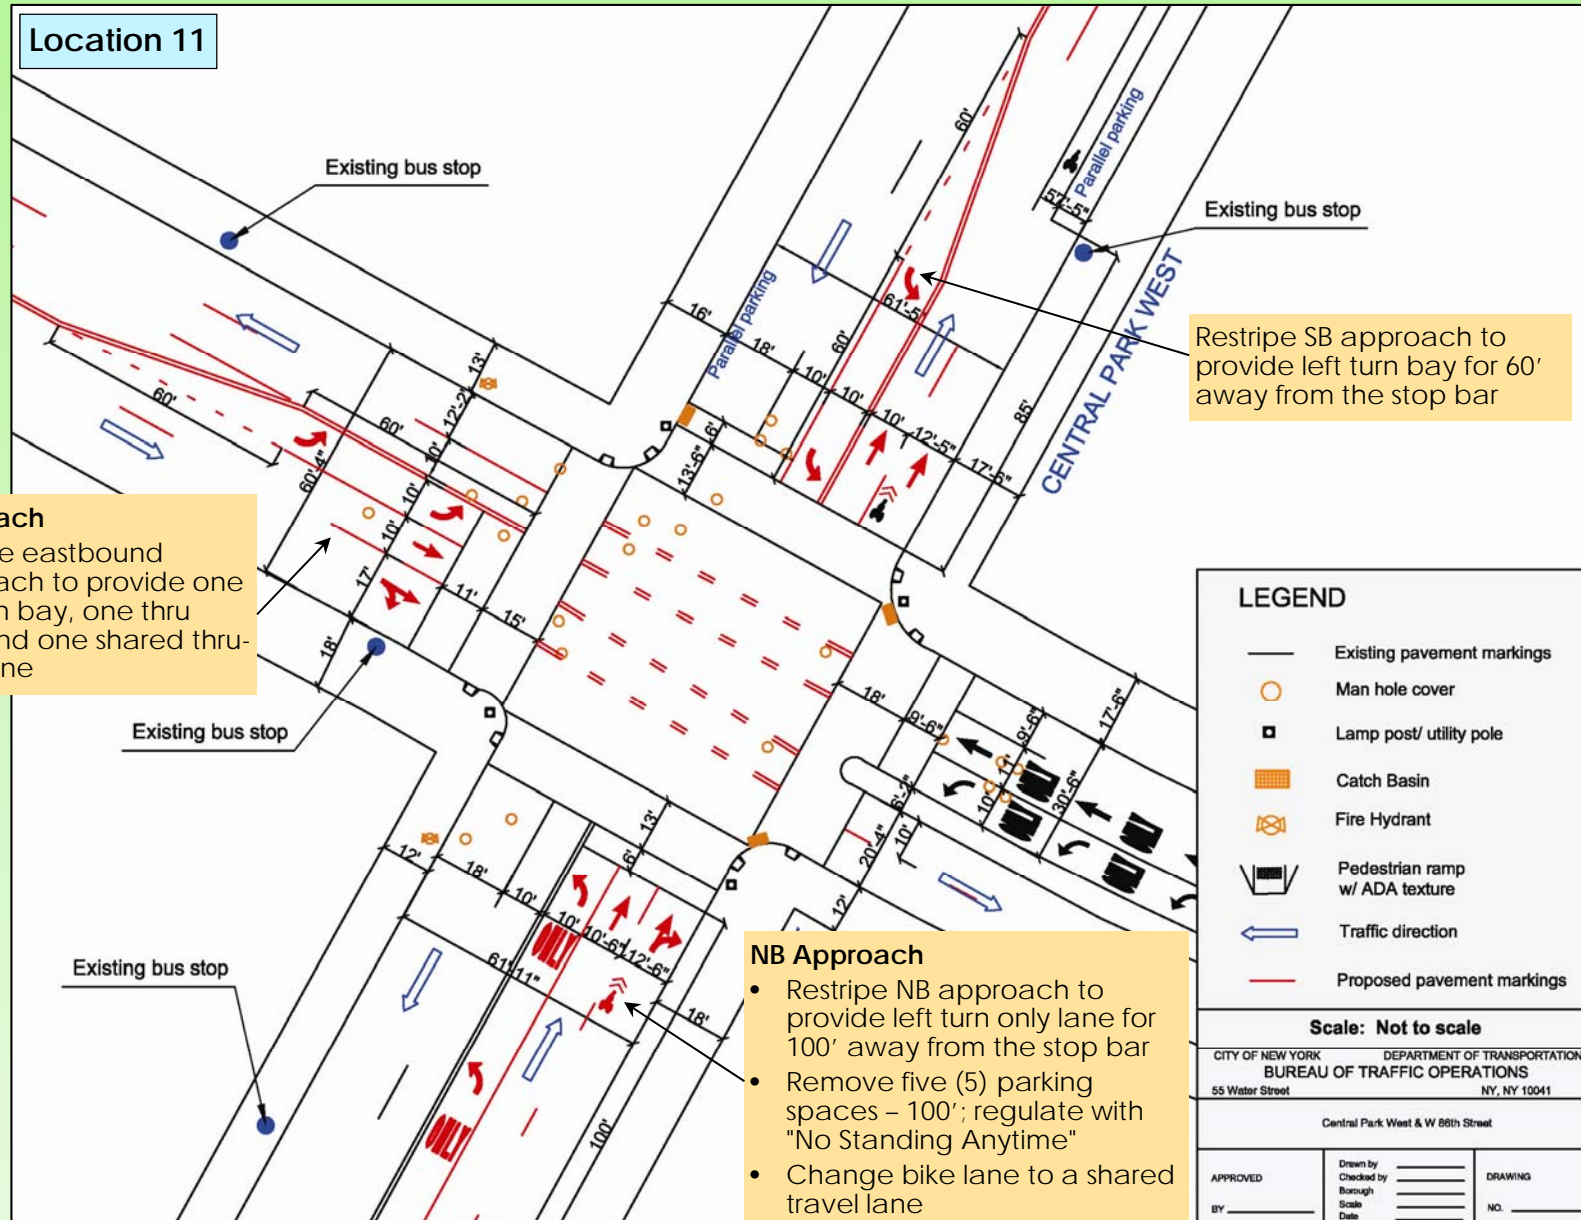 Location 11
Existing bus stop
Parallel parking
Parallel parking
Existing bus stop
CENTRAL PARK WEST
60'
57'-5"
61'-5"
16'
18'
60'
10'
10'
10'
12'-5"
17'-6"
85'
6'
13'-6"
Restripe SB approach to
provide left turn bay for 60'
away from the stop bar
60'
60'
13'
12'-2"
10'
10'
10'
17'
18'
60'-4"
11'
15'
ach
e eastbound
ach to provide one
n bay, one thru
nd one shared thru-
ne
Existing bus stop
18'
9'-6"
9'-6"
17'-6"
11'
10'
30'-6"
6'-2"
20'-4"
10'
12'
12'
18'
10'
10'
10'-6"
12'-6"
18'
6'
13'
61'-11"
100'
ONLY
ONLY
Existing bus stop
NB Approach
• Restripe NB approach to
provide left turn only lane for
100' away from the stop bar
• Remove five (5) parking
spaces – 100'; regulate with
"No Standing Anytime"
• Change bike lane to a shared
travel lane
LEGEND
Existing pavement markings
Man hole cover
Lamp post/ utility pole
Catch Basin
Fire Hydrant
Pedestrian ramp
w/ ADA texture
Traffic direction
Proposed pavement markings
Scale: Not to scale
CITY OF NEW YORK DEPARTMENT OF TRANSPORTATION
BUREAU OF TRAFFIC OPERATIONS
55 Water Street NY, NY 10041
Central Park West & W 86th Street
APPROVED
BY
Drawn by
Checked by
Borough
Scale
Date
DRAWING
NO.